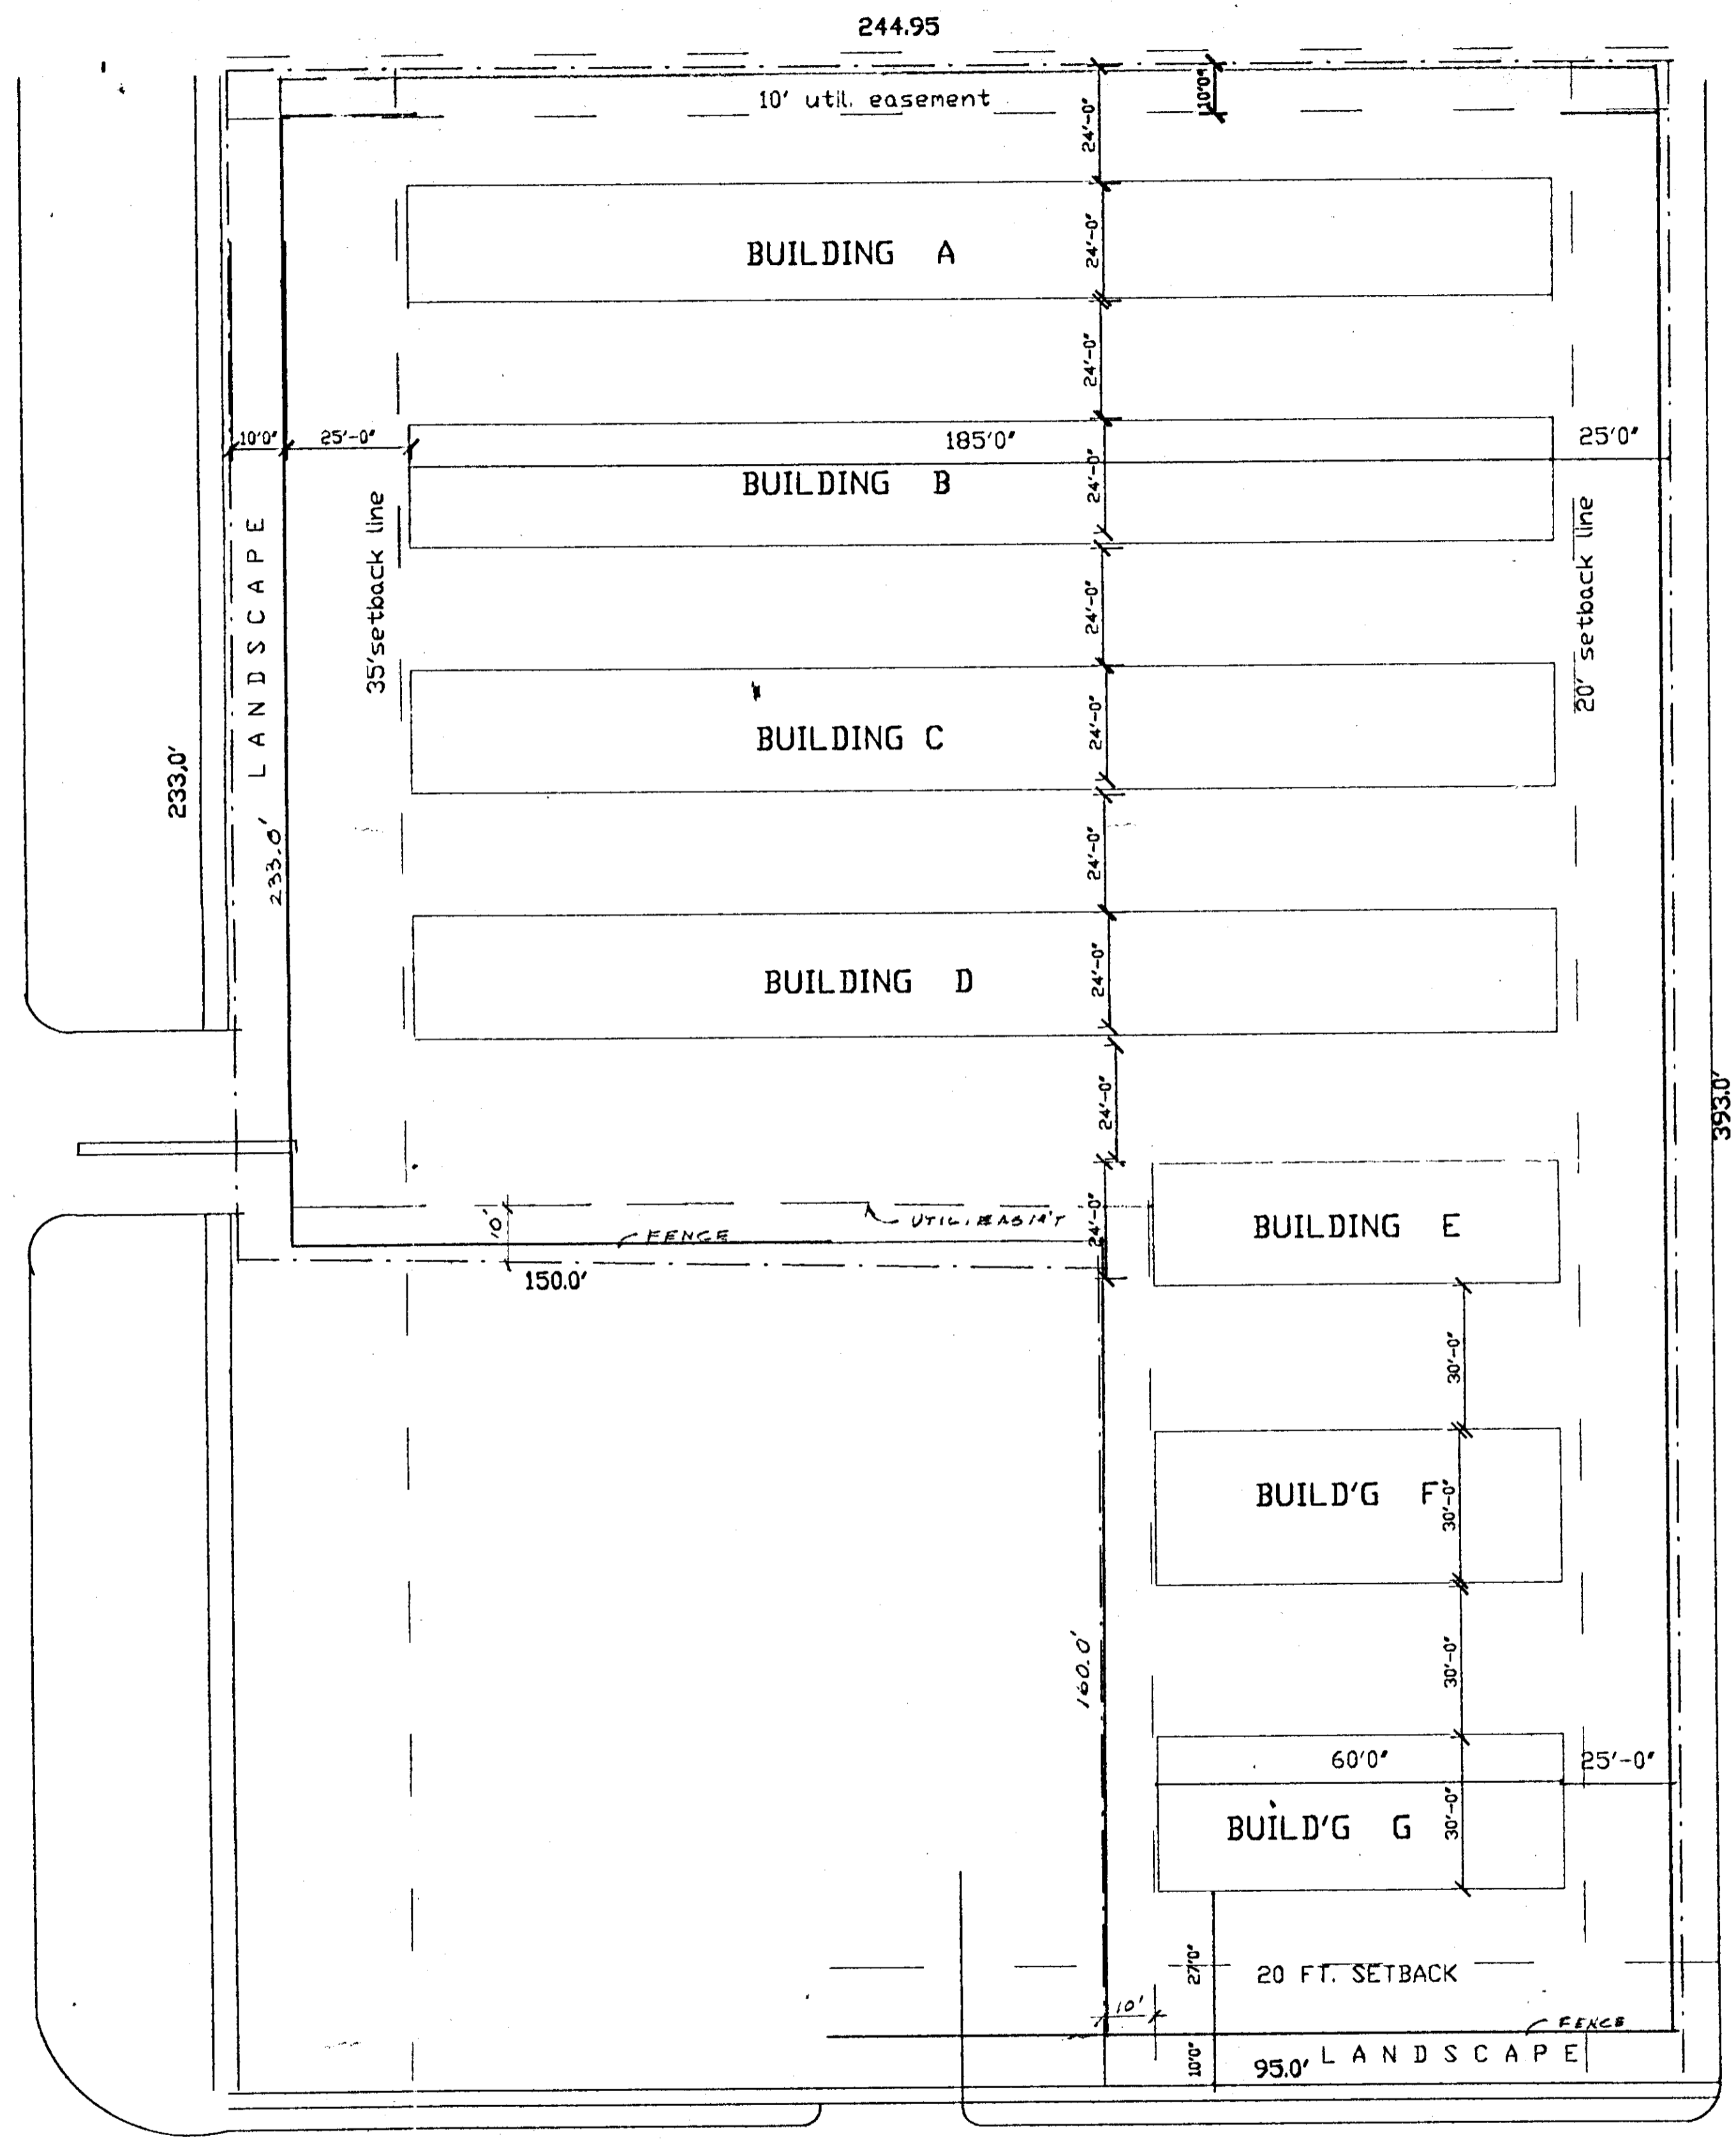 244.95
10' util. easement
10'0"
24'-0"
BUILDING A
24'-0"
24'-0"
10'0"
25'-0"
185'0"
25'0"
BUILDING B
24'-0"
35' setback line
20' setback line
LANDSCAPE
24'-0"
233.0'
233.0'
BUILDING C
24'-0"
24'-0"
BUILDING D
24'-0"
393.0'
24'-0"
10'
UTIL. EASM'T
24'-0"
BUILDING E
FENCE
150.0'
30'-0"
BUILD'G F
30'-0"
160.0'
30'-0"
60'0"
25'-0"
BUILD'G G
30'-0"
27'0"
20 FT. SETBACK
10'
FENCE
10'0"
95.0'
LANDSCAPE